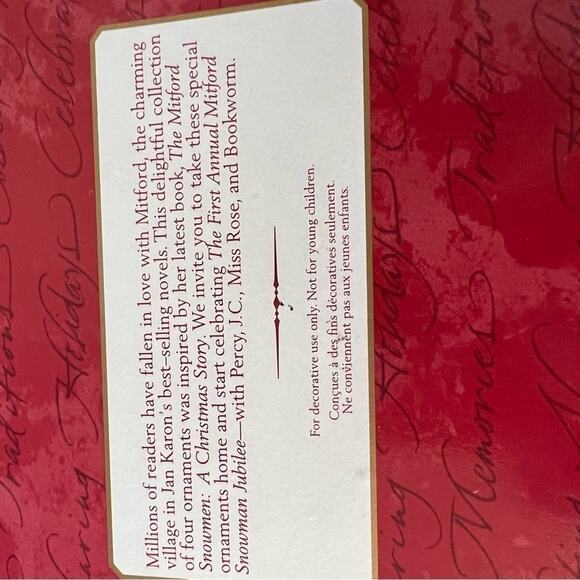 Millions of readers have fallen in love with Mitford, the charming
village in Jan Karon's best-selling novels. This delightful collection
of four ornaments was inspired by her latest book, The Mitford
Snowmen: A Christmas Story. We invite you to take these special
ornaments home and start celebrating The First Annual Mitford
Snowman Jubilee—with Percy, J.C., Miss Rose, and Bookworm.
For decorative use only. Not for young children.
Conçues à des fins décoratives seulement.
Ne conviennent pas aux jeunes enfants.
Holidays
Memories
Traditions
Holidays